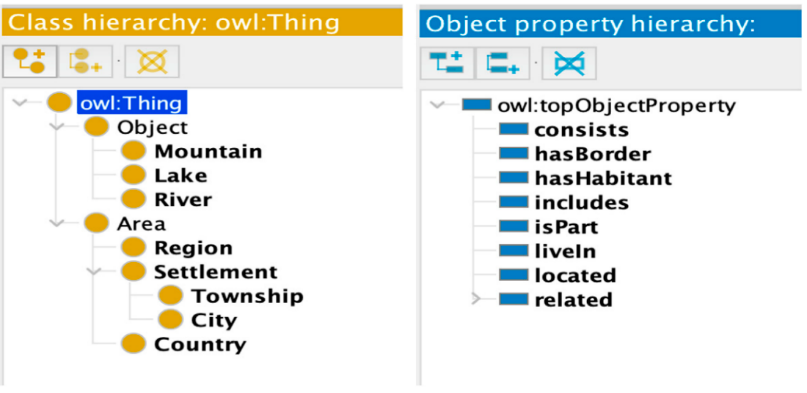 Class hierarchy: owl:Thing
owl:Thing
Object
Mountain
Lake
River
Area
Region
Settlement
Township
City
Country
Object property hierarchy:
owl:topObjectProperty
consists
hasBorder
hasHabitant
includes
isPart
liveIn
located
related